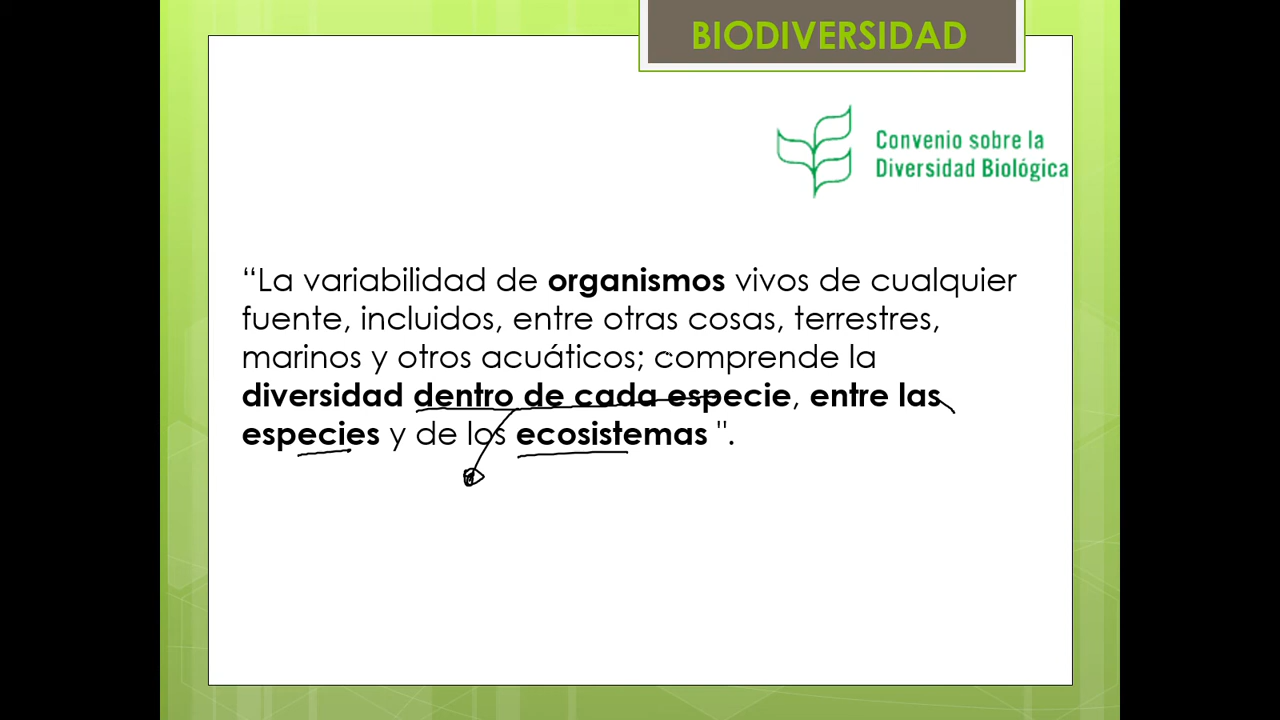 BIODIVERSIDAD
Convenio sobre la
Diversidad Biológica
“La variabilidad de organismos vivos de cualquier
fuente, incluidos, entre otras cosas, terrestres,
marinos y otros acuáticos; comprende la
diversidad dentro de cada especie, entre las
especies y de los ecosistemas ".